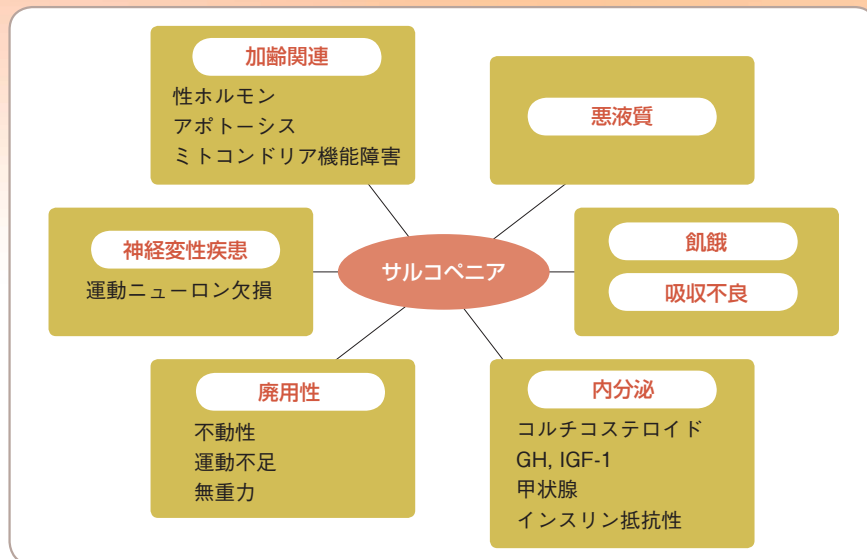 加齢関連
性ホルモン
アポトーシス
ミトコンドリア機能障害
悪液質
神経変性疾患
運動ニューロン欠損
サルコペニア
飢餓
吸収不良
廃用性
不動性
運動不足
無重力
内分泌
コルチコステロイド
GH, IGF-1
甲状腺
インスリン抵抗性